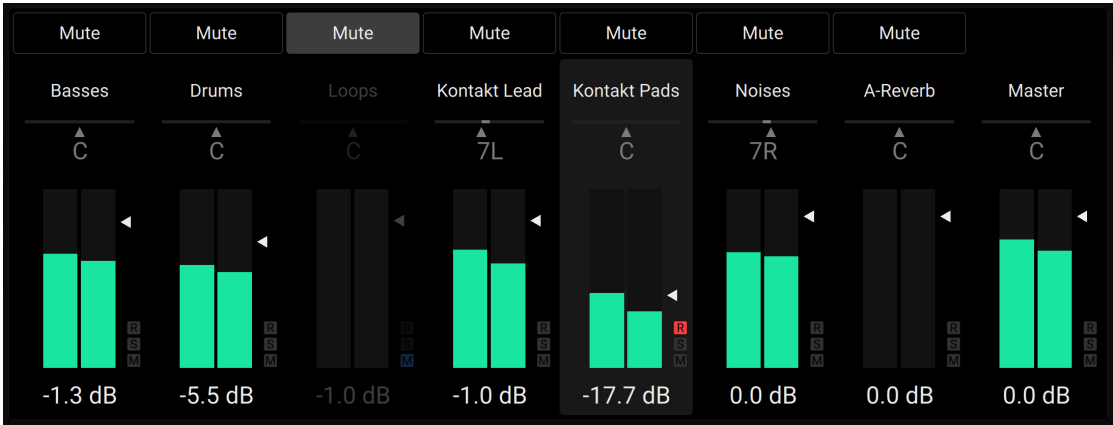 Mute Mute Mute Mute Mute Mute Mute
Basses Drums Loops Kontakt Lead Kontakt Pads Noises A-Reverb Master
C C C 7L C 7R C C
R R R R R R R R
S S S S S S S S
M M M M M M M M
-1.3 dB -5.5 dB -1.0 dB -1.0 dB -17.7 dB 0.0 dB 0.0 dB 0.0 dB